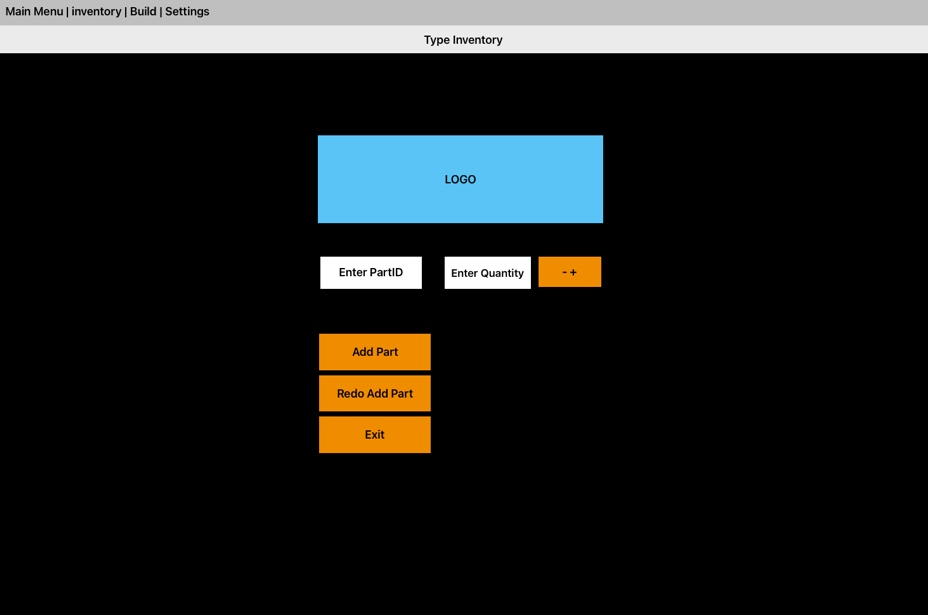 Main Menu | inventory | Build | Settings
Type Inventory
LOGO
Enter PartID
Enter Quantity
- +
Add Part
Redo Add Part
Exit